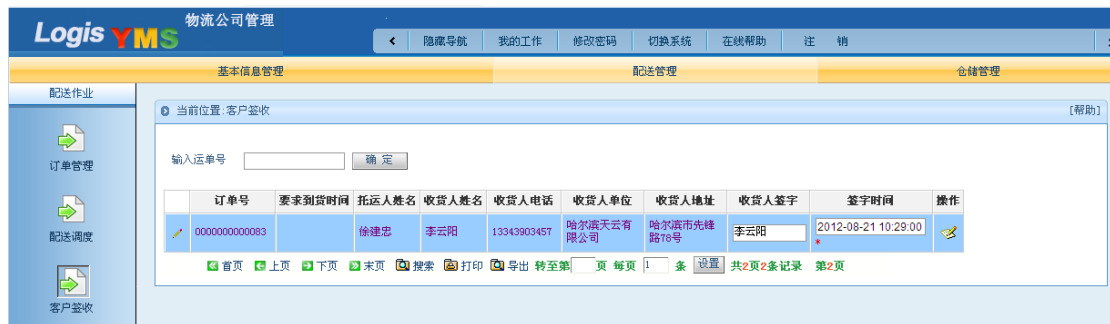 物流公司管理
Logis YMS
隐藏导航 我的工作 修改密码 切换系统 在线帮助 注 销
基本信息管理 配送管理 仓储管理
配送作业
当前位置:客户签收 [帮助]
订单管理
输入运单号 确 定
订单号 要求到货时间 托运人姓名 收货人姓名 收货人电话 收货人单位 收货人地址 收货人签字 签字时间 操作
0000000000083 徐建忠 李云阳 13343903457 哈尔滨天云有限公司 哈尔滨市先锋路78号 李云阳 2012-08-21 10:29:00 *
配送调度
首页 上页 下页 末页 搜索 打印 导出 转至第 页 每页 1 条 设置 共2页2条记录 第2页
客户签收